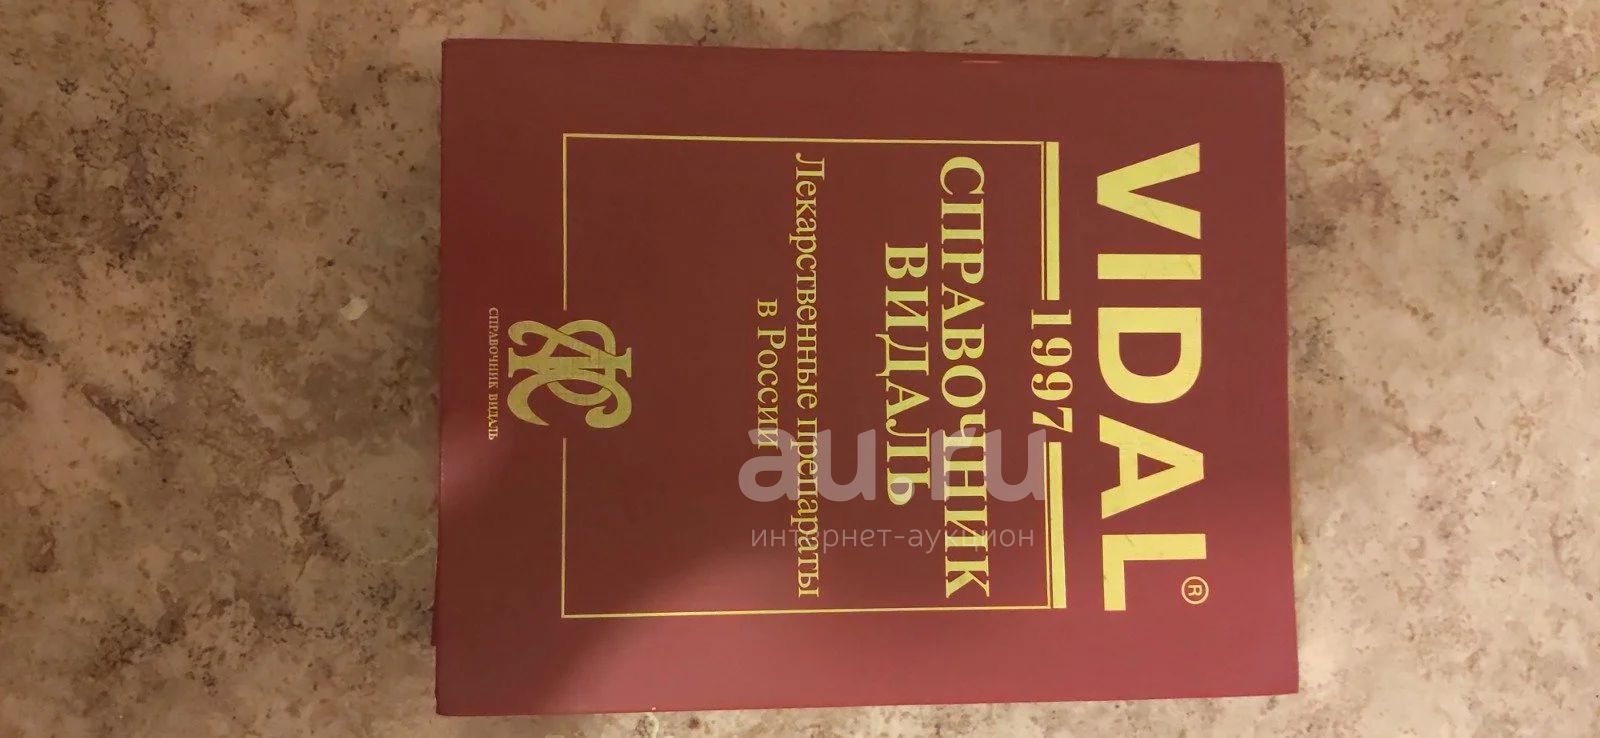 VIDAL®
1997
СПРАВОЧНИК
ВИДАЛЬ
Лекарственные препараты
в России
СПРАВОЧНИК ВИДАЛЬ
au.ru
интернет-аукцион